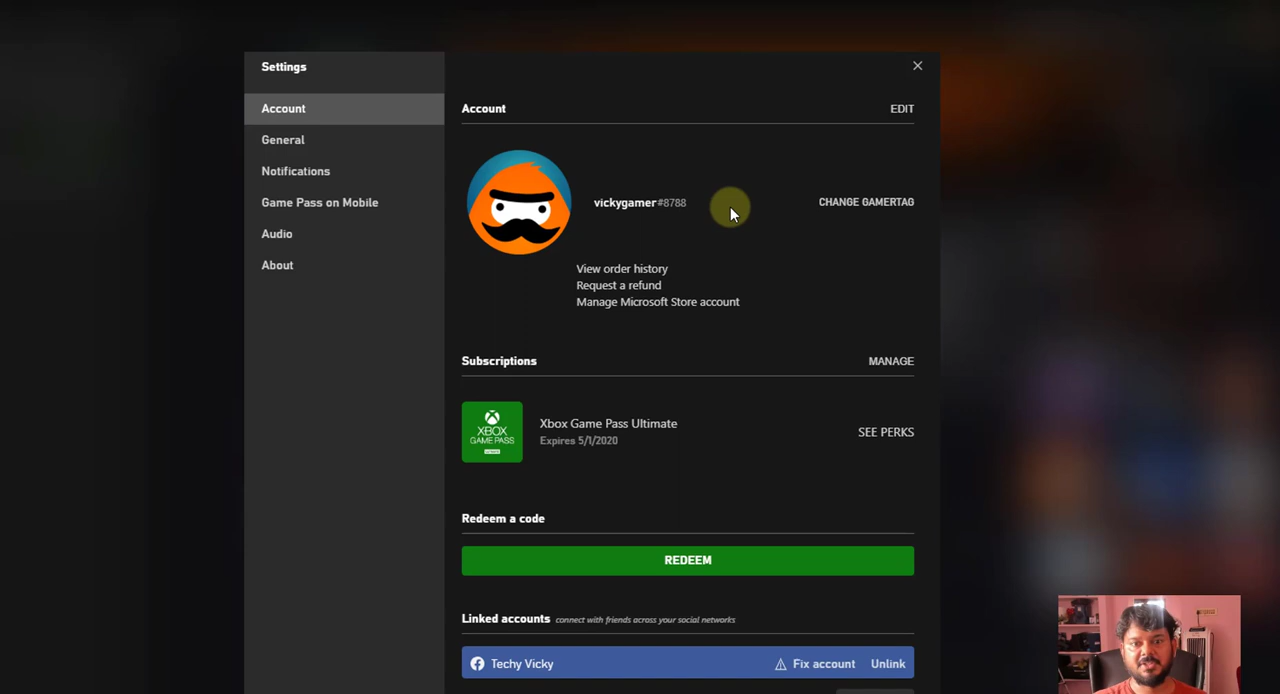 Settings
Account
General
Notifications
Game Pass on Mobile
Audio
About
Account
EDIT
vickygamer#8788
CHANGE GAMERTAG
View order history
Request a refund
Manage Microsoft Store account
Subscriptions
MANAGE
XBOX
GAME PASS
Xbox Game Pass Ultimate
Expires 5/1/2020
SEE PERKS
Redeem a code
REDEEM
Linked accounts connect with friends across your social networks
Techy Vicky
Fix account
Unlink